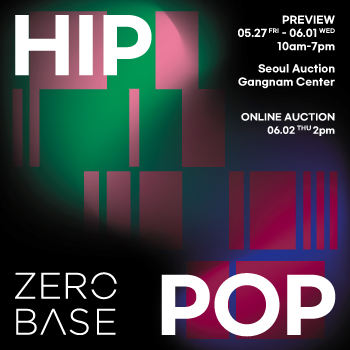 HIP
PREVIEW
05.27 FRI - 06.01 WED
10am-7pm
Seoul Auction
Gangnam Center
ONLINE AUCTION
06.02 THU 2pm
ZERO
BASE
POP